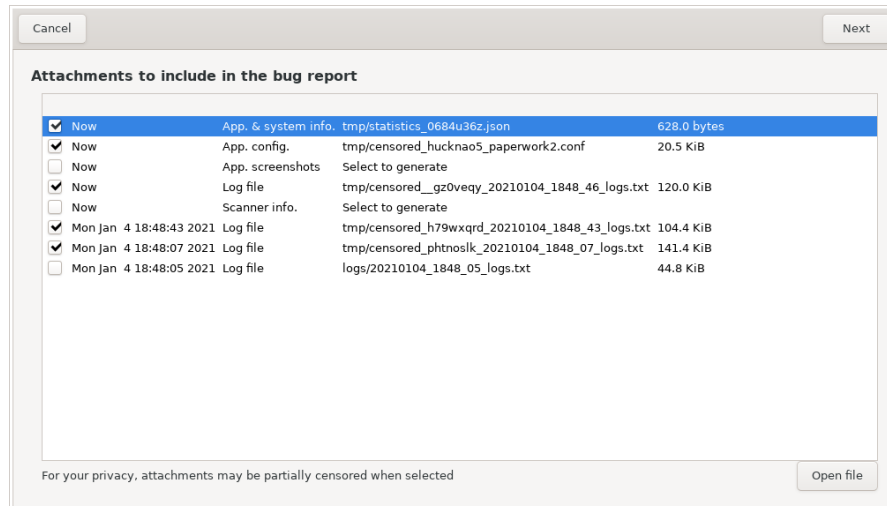 Cancel Next
Attachments to include in the bug report
Now App. & system info. tmp/statistics_0684u36z.json 628.0 bytes
Now App. config. tmp/censored_hucknao5_paperwork2.conf 20.5 KiB
Now App. screenshots Select to generate
Now Log file tmp/censored__gz0veqy_20210104_1848_46_logs.txt 120.0 KiB
Now Scanner info. Select to generate
Mon Jan 4 18:48:43 2021 Log file tmp/censored_h79wxqrd_20210104_1848_43_logs.txt 104.4 KiB
Mon Jan 4 18:48:07 2021 Log file tmp/censored_phtnoslk_20210104_1848_07_logs.txt 141.4 KiB
Mon Jan 4 18:48:05 2021 Log file logs/20210104_1848_05_logs.txt 44.8 KiB
For your privacy, attachments may be partially censored when selected Open file